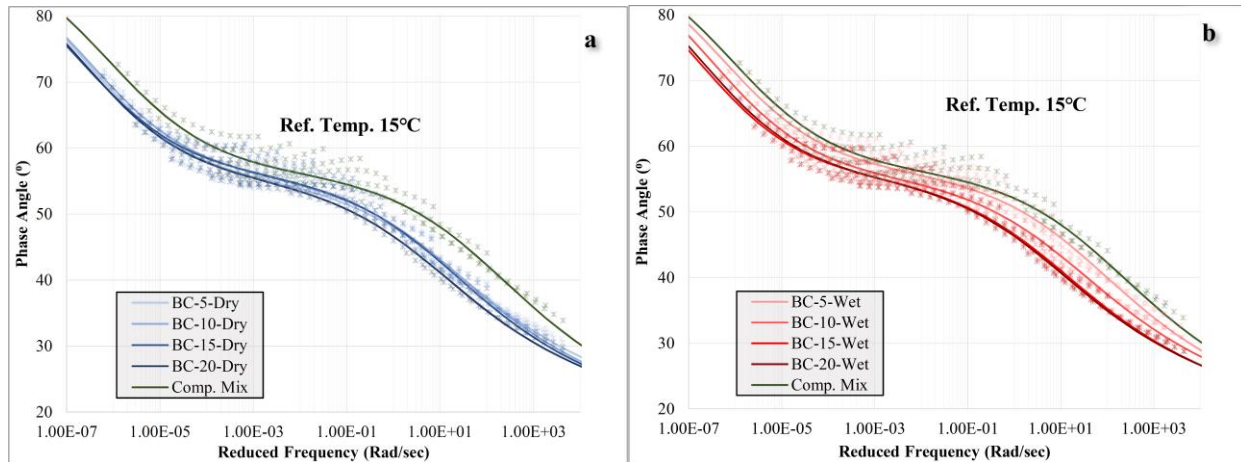 a
Ref. Temp. 15℃
Phase Angle (º)
80
70
60
50
40
30
20
BC-5-Dry
BC-10-Dry
BC-15-Dry
BC-20-Dry
Comp. Mix
1.00E-07 1.00E-05 1.00E-03 1.00E-01 1.00E+01 1.00E+03
Reduced Frequency (Rad/sec)
b
Ref. Temp. 15℃
Phase Angle (º)
80
70
60
50
40
30
20
BC-5-Wet
BC-10-Wet
BC-15-Wet
BC-20-Wet
Comp. Mix
1.00E-07 1.00E-05 1.00E-03 1.00E-01 1.00E+01 1.00E+03
Reduced Frequency (Rad/sec)